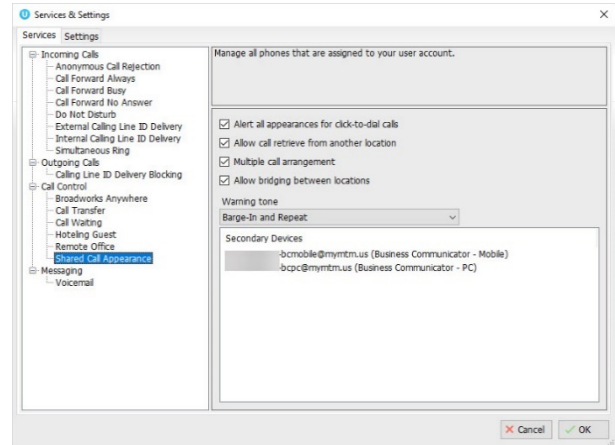 Services & Settings
Services Settings
Incoming Calls
Anonymous Call Rejection
Call Forward Always
Call Forward Busy
Call Forward No Answer
Do Not Disturb
External Calling Line ID Delivery
Internal Calling Line ID Delivery
Simultaneous Ring
Outgoing Calls
Calling Line ID Delivery Blocking
Call Control
Broadworks Anywhere
Call Transfer
Call Waiting
Hoteling Guest
Remote Office
Shared Call Appearance
Messaging
Voicemail
Manage all phones that are assigned to your user account.
Alert all appearances for click-to-dial calls
Allow call retrieve from another location
Multiple call arrangement
Allow bridging between locations
Warning tone
Barge-In and Repeat
Secondary Devices
-bcmobile@mymtm.us (Business Communicator - Mobile)
-bcpc@mymtm.us (Business Communicator - PC)
Cancel OK